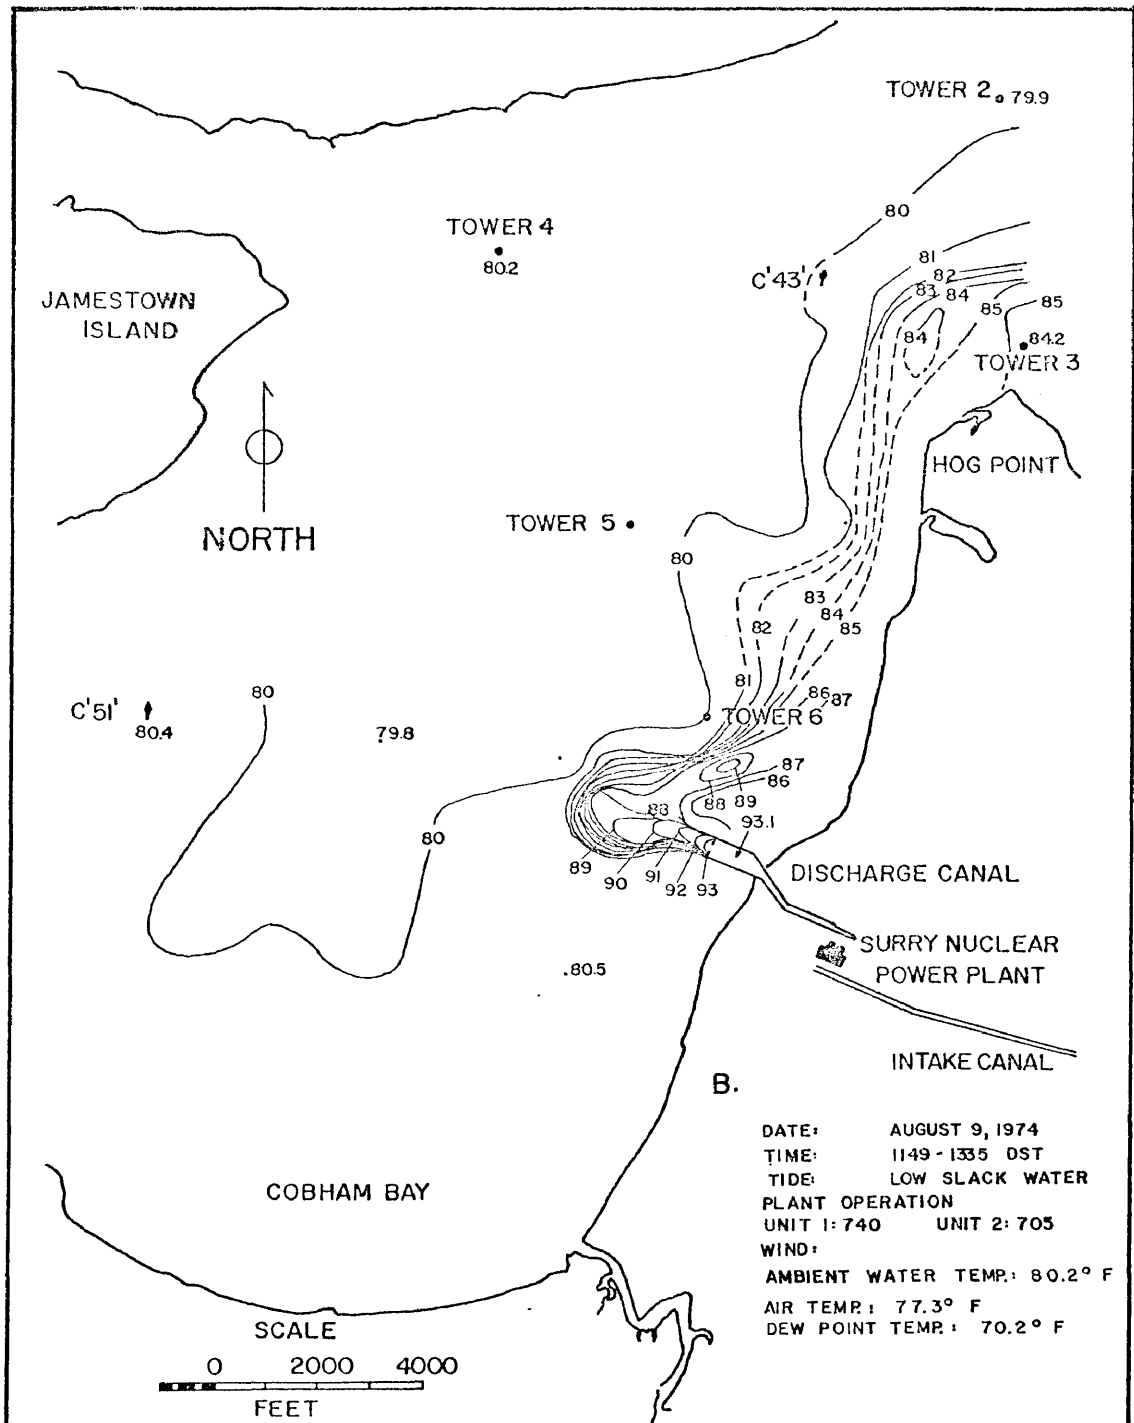 TOWER 2 79.9
80
TOWER 4
80.2
81
C'43'
82
83 84
85 85
JAMESTOWN
ISLAND
84
84.2
TOWER 3
HOG POINT
TOWER 5
NORTH
80
83
84
82 85
81
80
86
87
C'51'
80.4
79.8
TOWER 6
87
86
88 89
88
93.1
80
89
90
91
92 93
DISCHARGE CANAL
SURRY NUCLEAR
POWER PLANT
80.5
INTAKE CANAL
B.
DATE: AUGUST 9, 1974
TIME: 1149 - 1335 DST
TIDE: LOW SLACK WATER
PLANT OPERATION
UNIT 1: 740 UNIT 2: 705
WIND:
AMBIENT WATER TEMP.: 80.2° F
AIR TEMP.: 77.3° F
DEW POINT TEMP.: 70.2° F
COBHAM BAY
SCALE
0 2000 4000
FEET